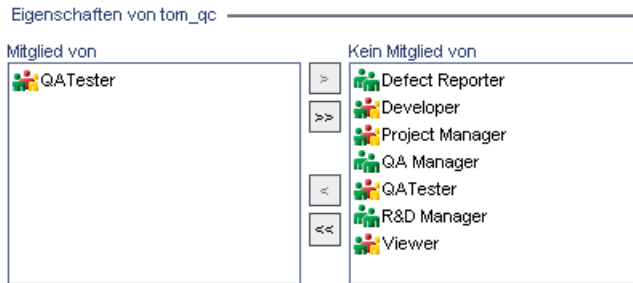 Eigenschaften von tom_qc
Mitglied von
Kein Mitglied von
QATester
>
>>
<
<<
Defect Reporter
Developer
Project Manager
QA Manager
QATester
R&D Manager
Viewer